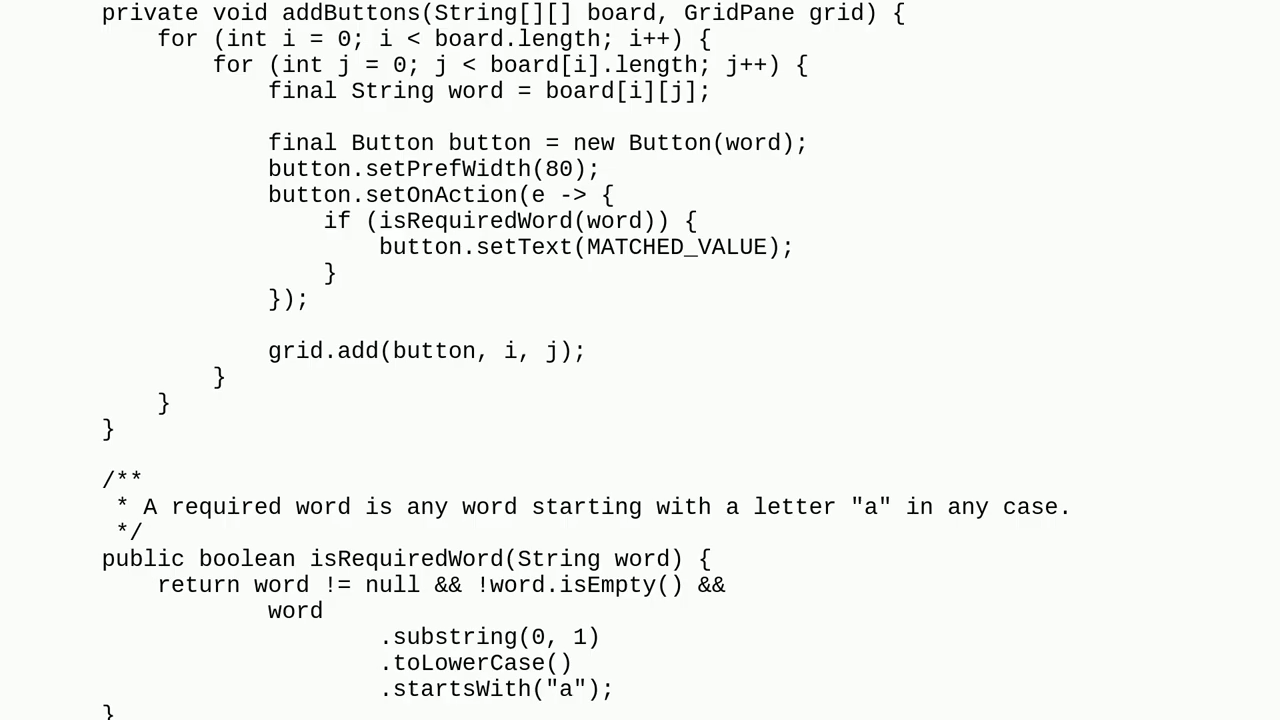 private void addButtons(String[][] board, GridPane grid) {
    for (int i = 0; i < board.length; i++) {
        for (int j = 0; j < board[i].length; j++) {
            final String word = board[i][j];

            final Button button = new Button(word);
            button.setPrefWidth(80);
            button.setOnAction(e -> {
                if (isRequiredWord(word)) {
                    button.setText(MATCHED_VALUE);
                }
            });

            grid.add(button, i, j);
        }
    }
}

/**
 * A required word is any word starting with a letter "a" in any case.
 */
public boolean isRequiredWord(String word) {
    return word != null && !word.isEmpty() &&
            word
                    .substring(0, 1)
                    .toLowerCase()
                    .startsWith("a");
}